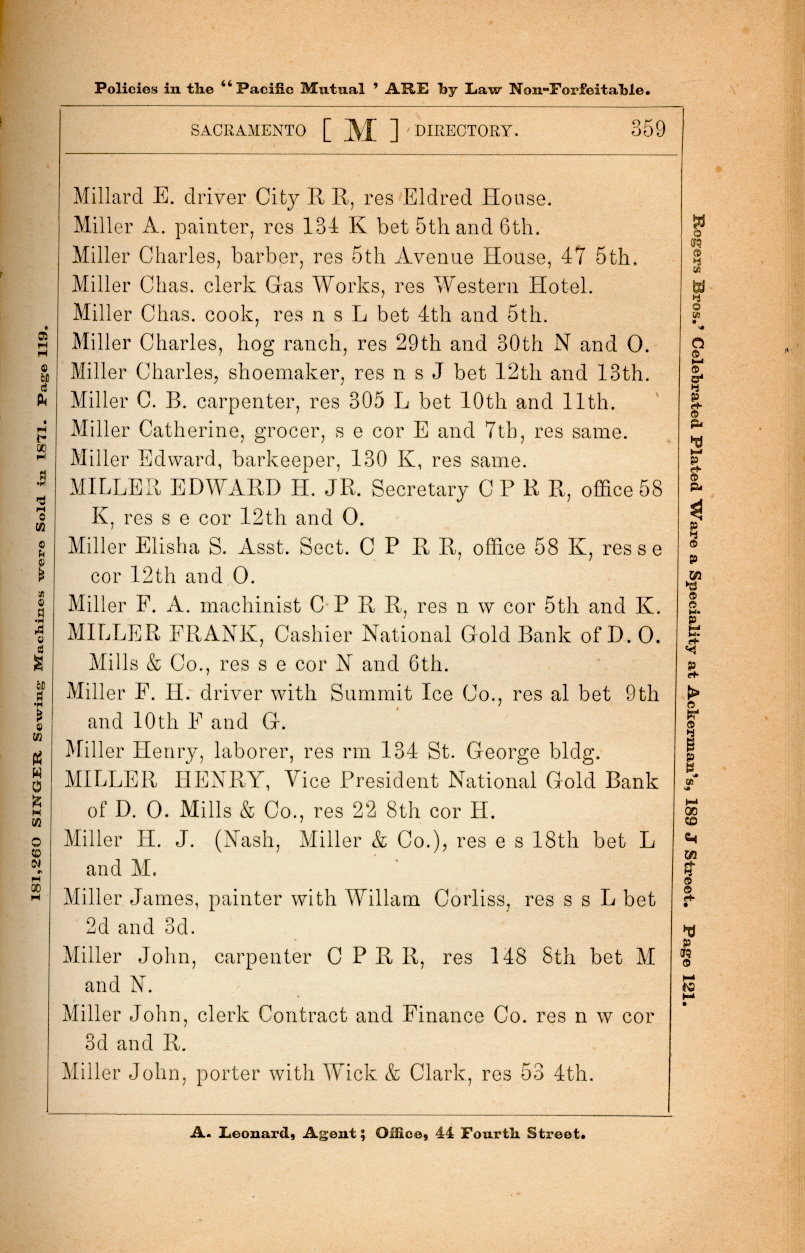 Policies in the “Pacific Mutual ’ ARE by Law Non-Forfeitable.
SACRAMENTO [ M ] DIRECTORY. 359
Millard E. driver City R R, res Eldred House.
Miller A. painter, res 134 K bet 5th and 6th.
Miller Charles, barber, res 5th Avenue House, 47 5th.
Miller Chas. clerk Gas Works, res Western Hotel.
Miller Chas. cook, res n s L bet 4th and 5th.
Miller Charles, hog ranch, res 29th and 30th N and O.
Miller Charles, shoemaker, res n s J bet 12th and 13th.
Miller C. B. carpenter, res 305 L bet 10th and 11th.
Miller Catherine, grocer, s e cor E and 7th, res same.
Miller Edward, barkeeper, 130 K, res same.
MILLER EDWARD H. JR. Secretary C P R R, office 58
K, res s e cor 12th and O.
Miller Elisha S. Asst. Sect. C P R R, office 58 K, res s e
cor 12th and O.
Miller F. A. machinist C P R R, res n w cor 5th and K.
MILLER FRANK, Cashier National Gold Bank of D. O.
Mills & Co., res s e cor N and 6th.
Miller F. H. driver with Summit Ice Co., res al bet 9th
and 10th F and G.
Miller Henry, laborer, res rm 134 St. George bldg.
MILLER HENRY, Vice President National Gold Bank
of D. O. Mills & Co., res 22 8th cor H.
Miller H. J. (Nash, Miller & Co.), res e s 18th bet L
and M.
Miller James, painter with Willam Corliss, res s s L bet
2d and 3d.
Miller John, carpenter C P R R, res 148 8th bet M
and N.
Miller John, clerk Contract and Finance Co. res n w cor
3d and R.
Miller John, porter with Wick & Clark, res 53 4th.
A. Leonard, Agent; Office, 44 Fourth Street.
181,260 SINGER Sewing Machines were Sold in 1871. Page 119.
Rogers Bros.’ Celebrated Plated Ware a Speciality at Ackerman’s, 189 J Street. Page 121.